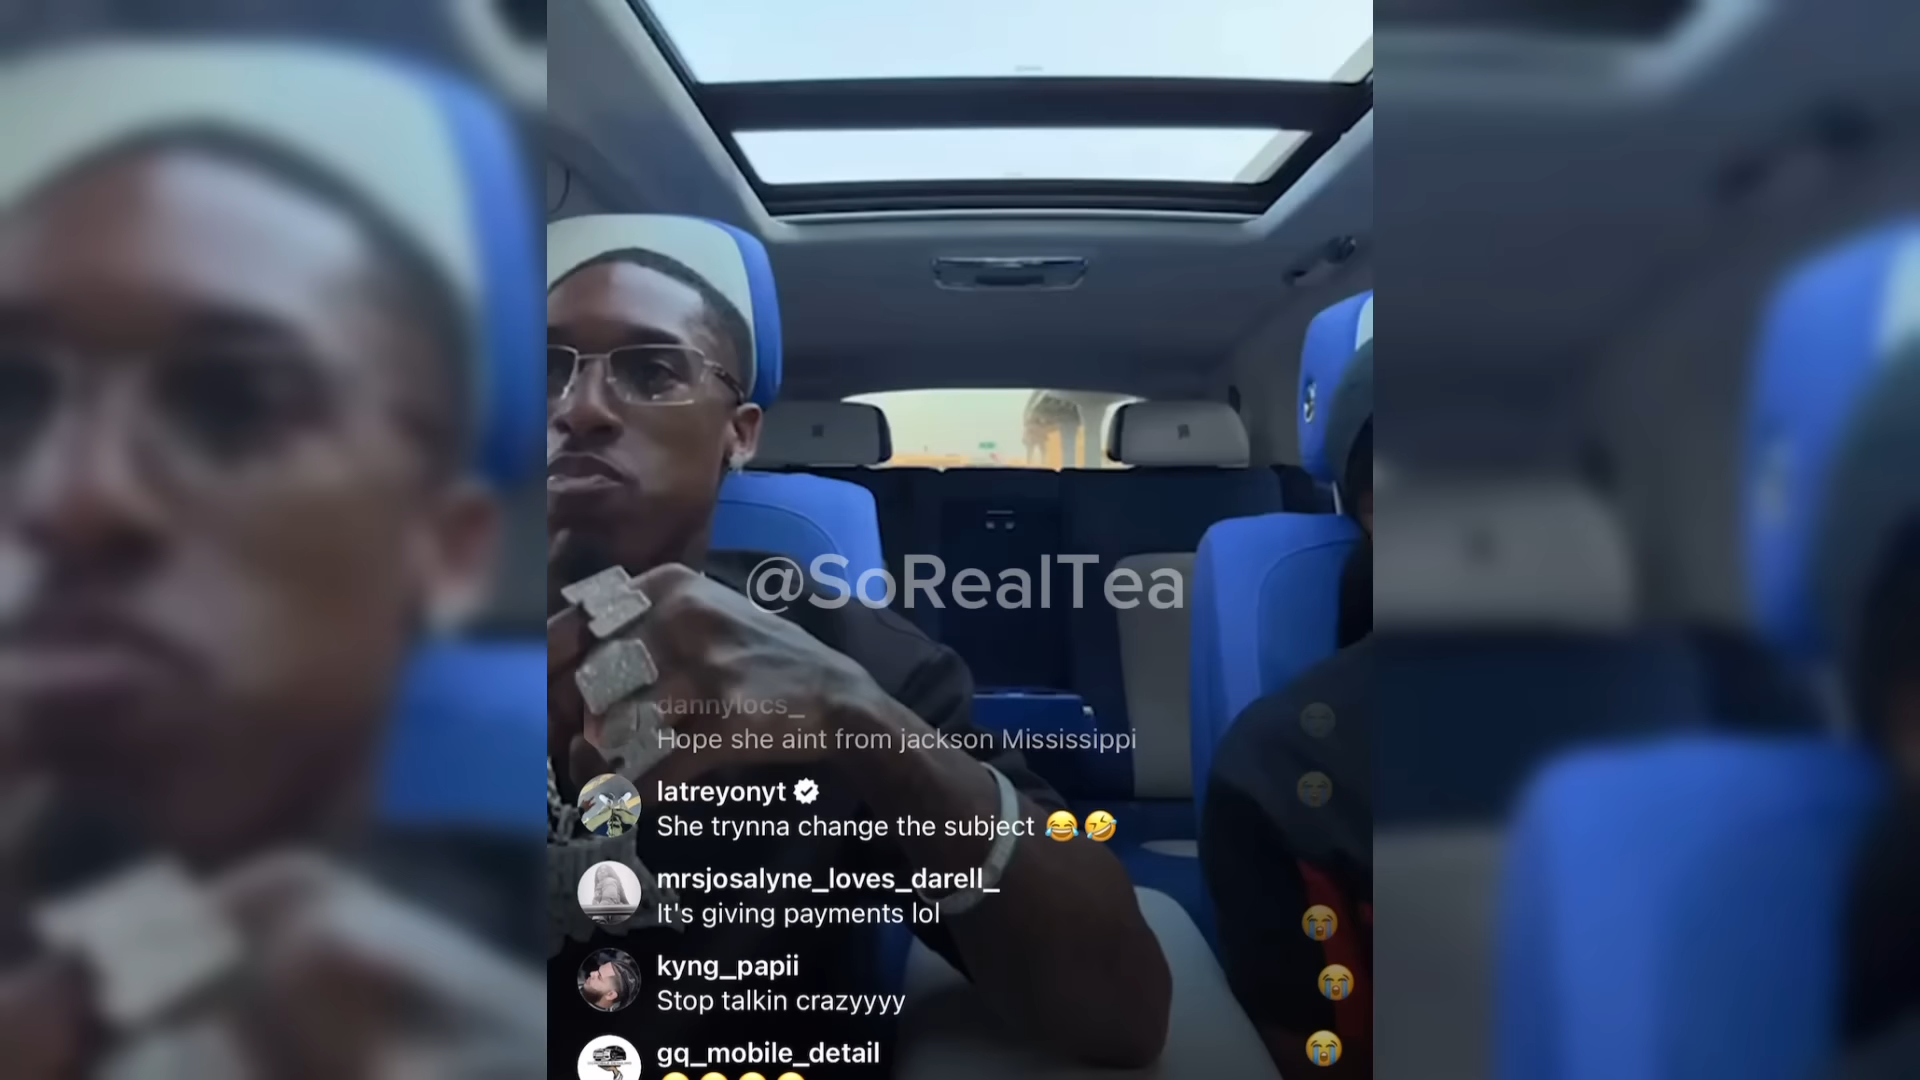 @SoRealTea
dannylocs_
Hope she aint from jackson Mississippi
latreyonyt
She trynna change the subject 😂🤣
mrsjosalyne_loves_darell_
It's giving payments lol
kyng_papii
Stop talkin crazyyyy
gq_mobile_detail